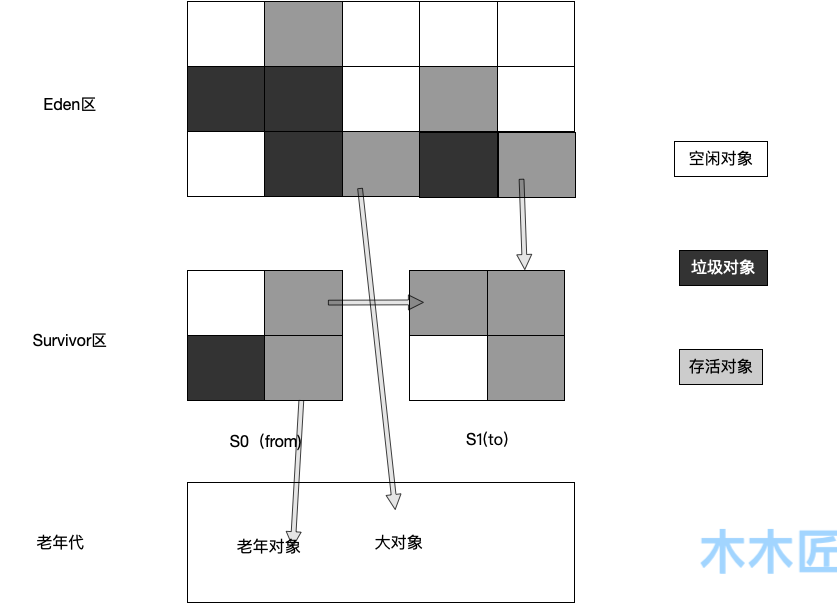 Eden区
空闲对象
垃圾对象
Survivor区
存活对象
S0（from)
S1(to)
老年代
老年对象
大对象
木木匠